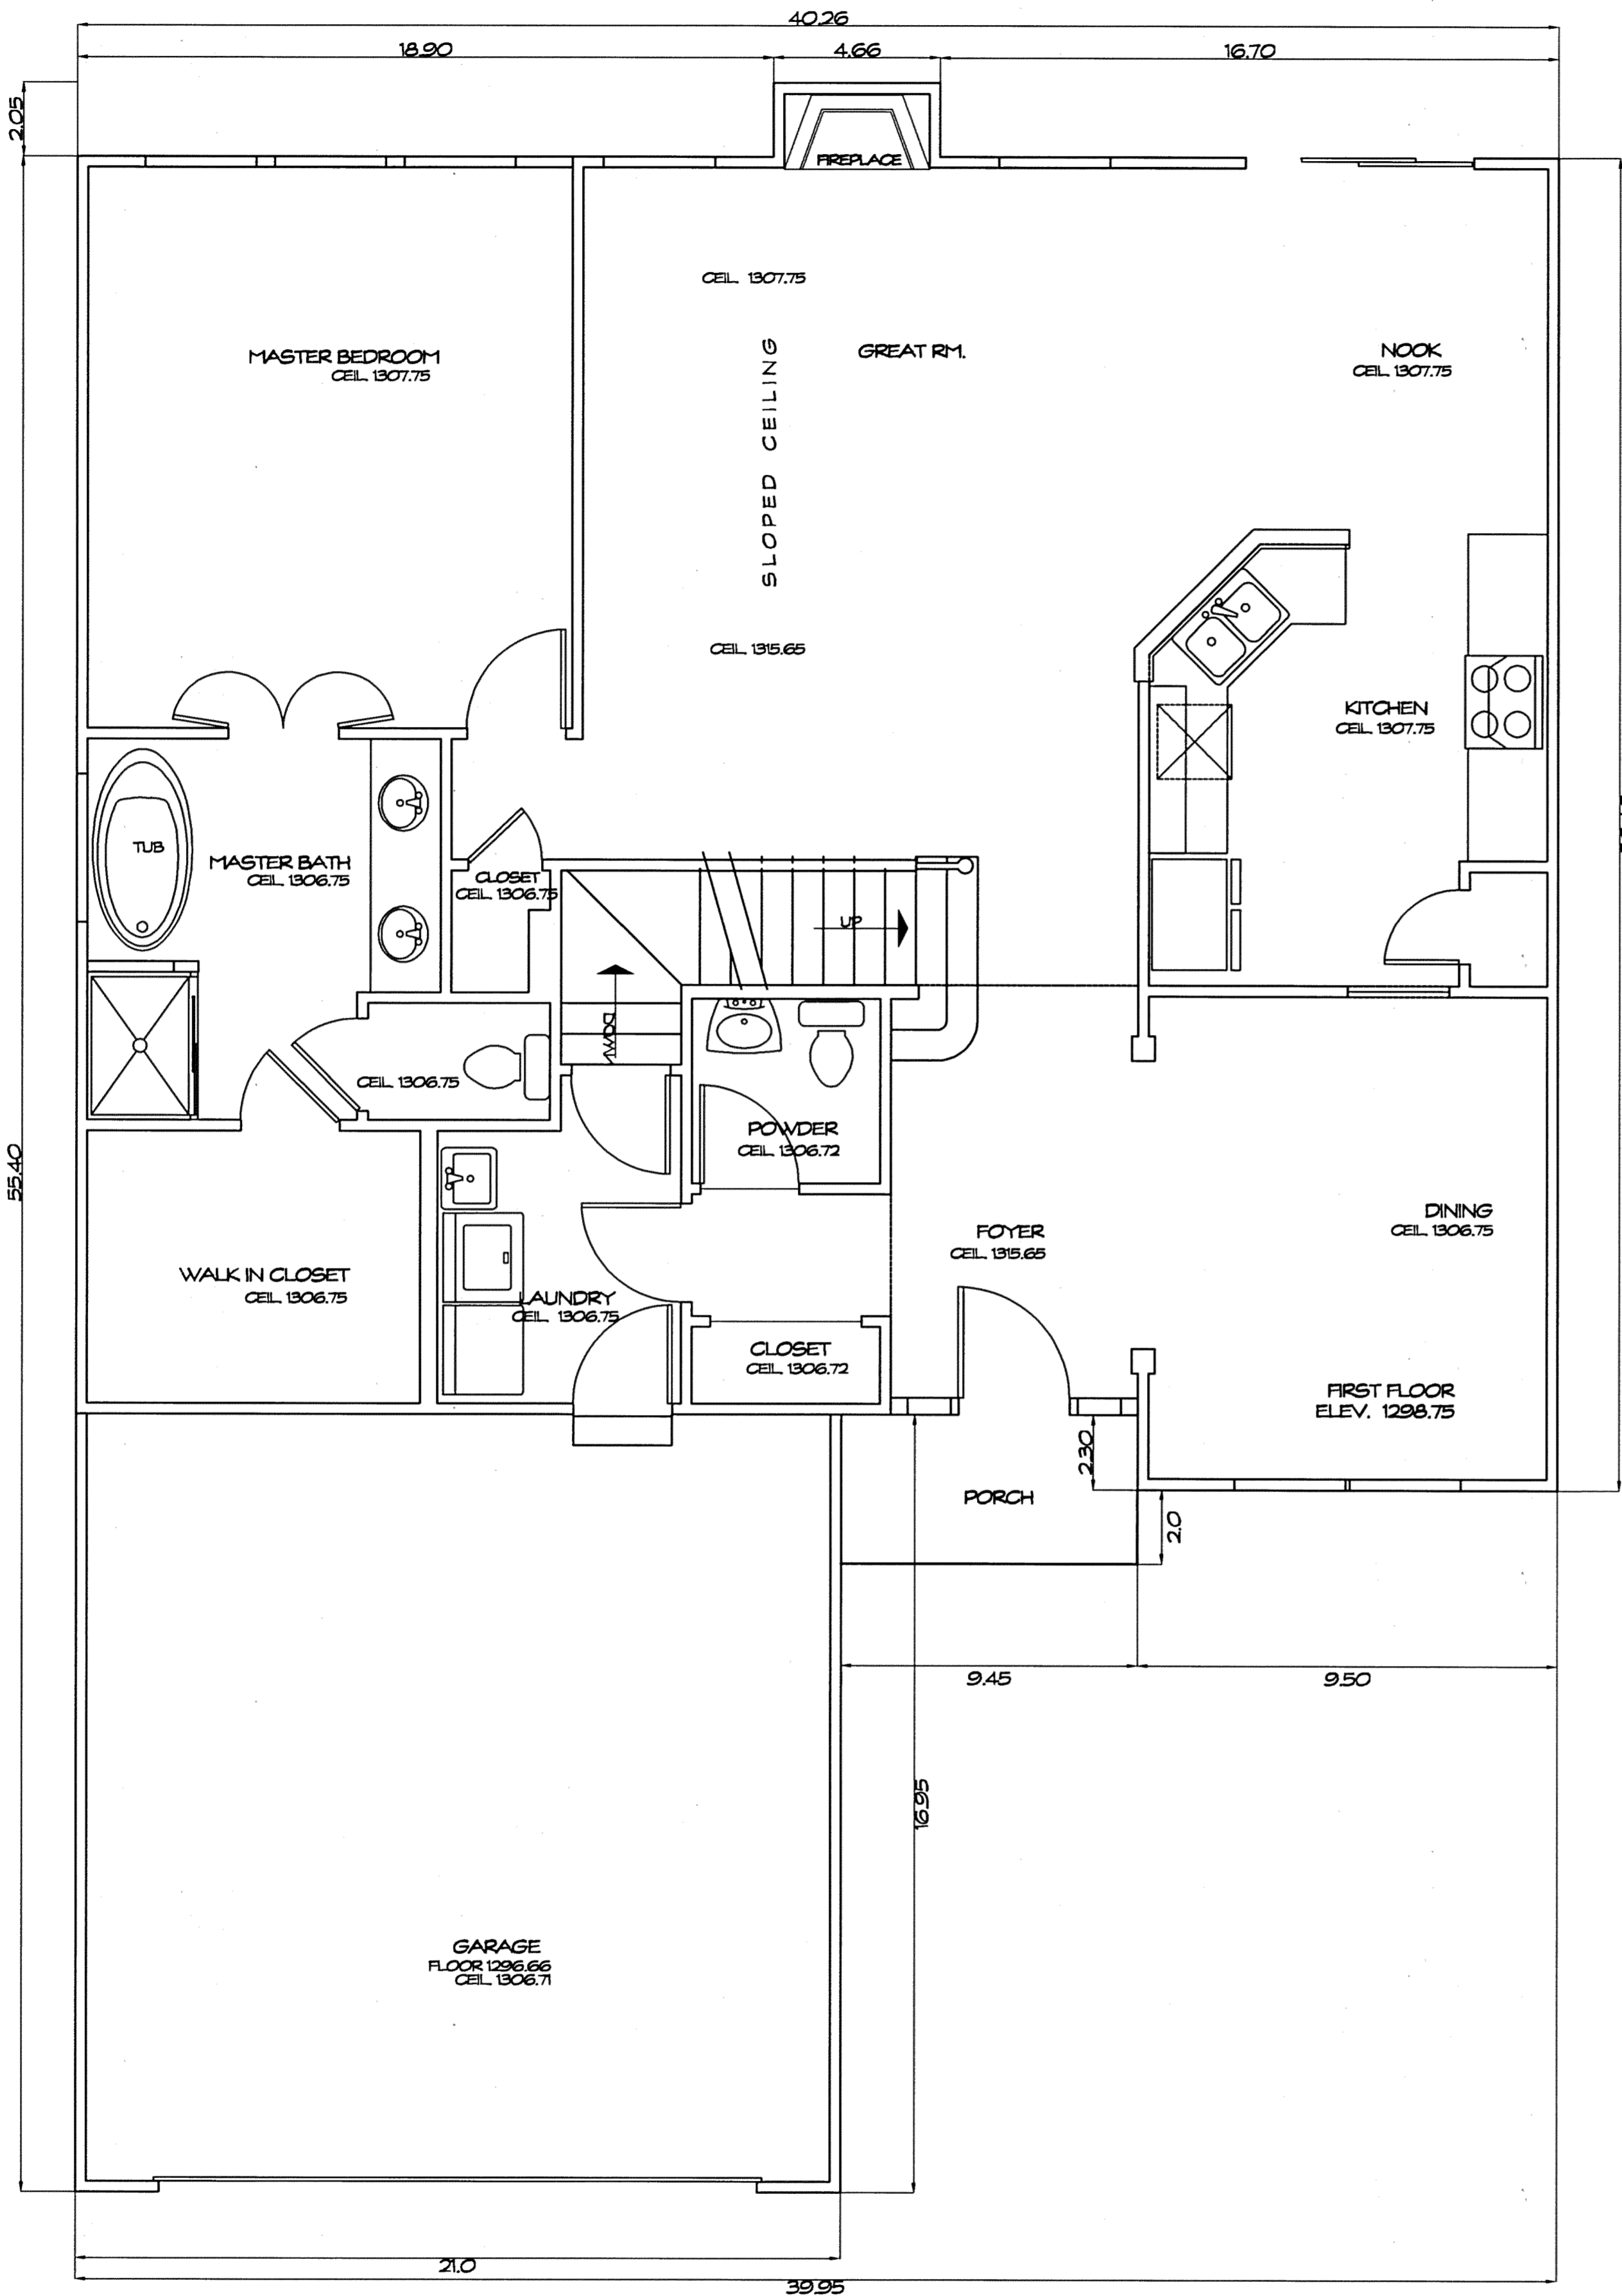 40.26
18.90
4.66
16.70
2.05
FIREPLACE
CEIL. 1307.75
MASTER BEDROOM
CEIL. 1307.75
SLOPED CEILING
GREAT RM.
NOOK
CEIL. 1307.75
CEIL. 1315.65
KITCHEN
CEIL. 1307.75
TUB
MASTER BATH
CEIL. 1306.75
CLOSET
CEIL. 1306.75
UP
DOWN
CEIL. 1306.75
POWDER
CEIL. 1306.72
55.40
WALK IN CLOSET
CEIL. 1306.75
LAUNDRY
CEIL. 1306.75
FOYER
CEIL. 1315.65
DINING
CEIL. 1306.75
CLOSET
CEIL. 1306.72
FIRST FLOOR
ELEV. 1298.75
2.30
PORCH
2.0
9.45
9.50
16.95
GARAGE
FLOOR 1296.66
CEIL. 1306.71
21.0
39.95